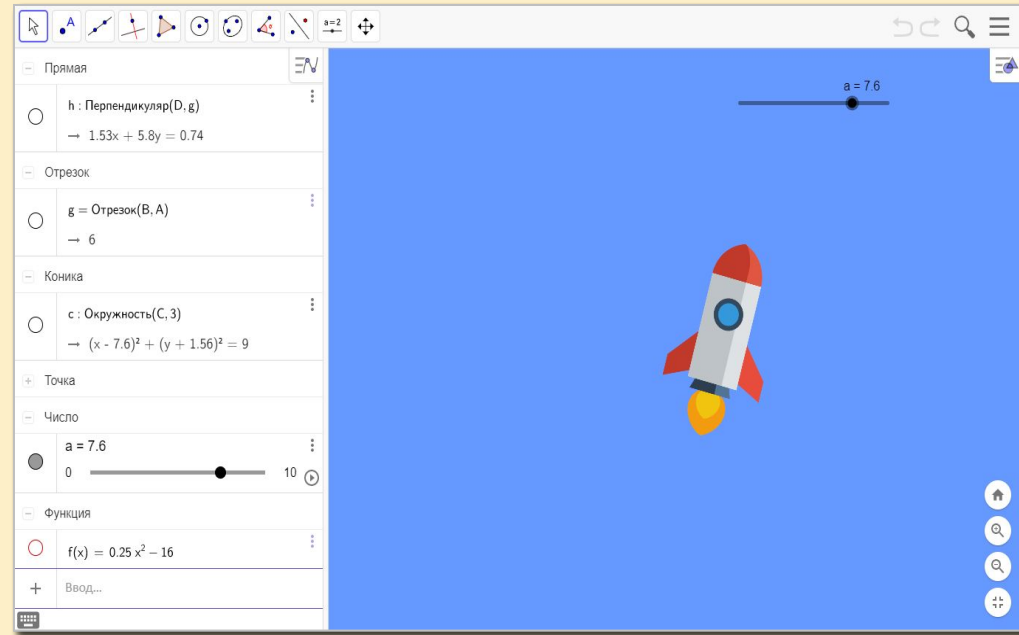 A
a=2
Прямая
h : Перпендикуляр(D, g)
→ 1.53x + 5.8y = 0.74
Отрезок
g = Отрезок(B, A)
→ 6
Коника
c : Окружность(C, 3)
→ (x - 7.6)² + (y + 1.56)² = 9
Точка
Число
a = 7.6
0 10
Функция
f(x) = 0.25 x² − 16
Ввод...
a = 7.6